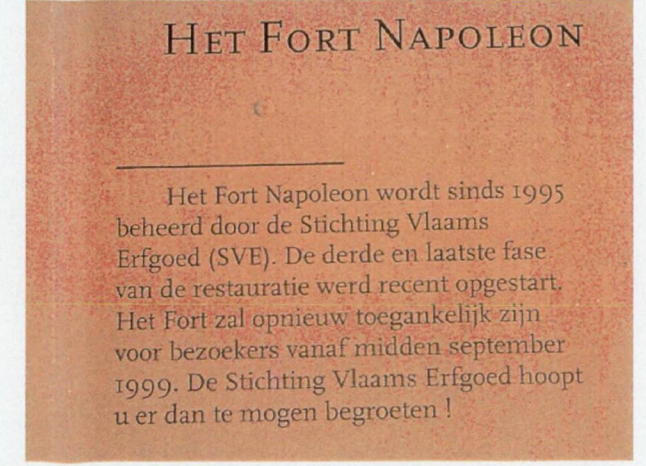 Het Fort Napoleon
Het Fort Napoleon wordt sinds 1995
beheerd door de Stichting Vlaams
Erfgoed (SVE). De derde en laatste fase
van de restauratie werd recent opgestart.
Het Fort zal opnieuw toegankelijk zijn
voor bezoekers vanaf midden september
1999. De Stichting Vlaams Erfgoed hoopt
u er dan te mogen begroeten !